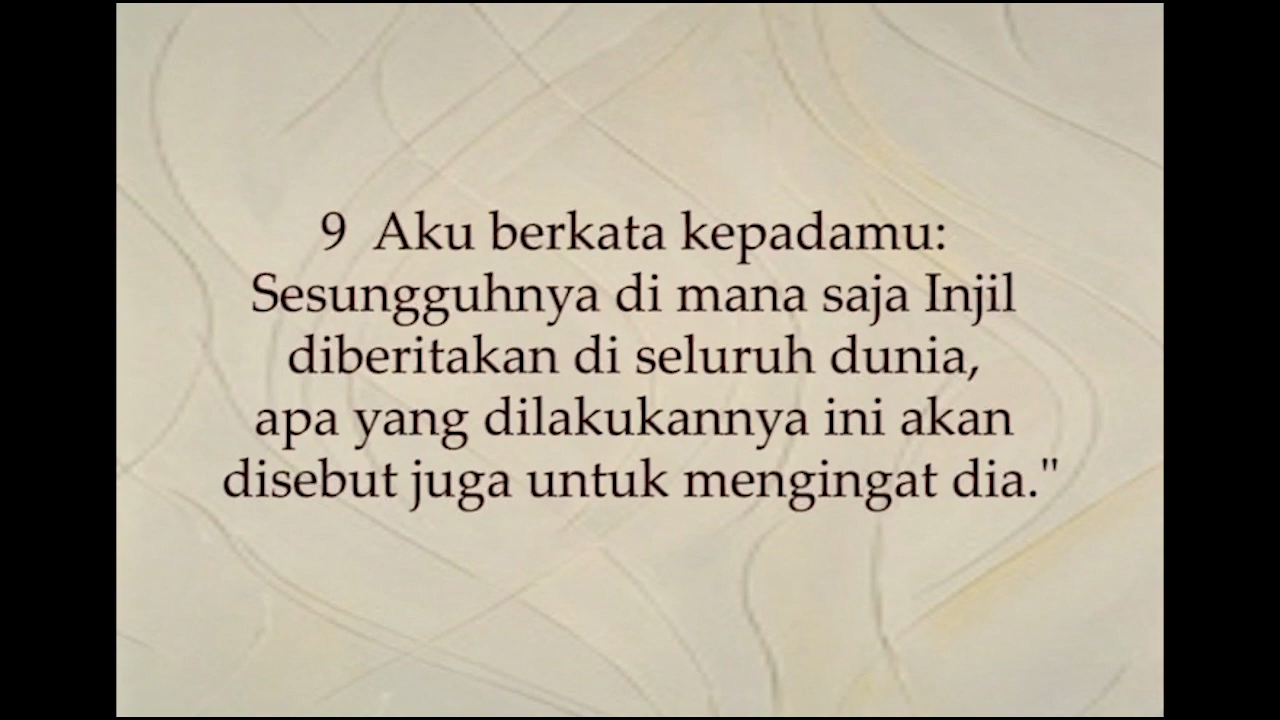 9  Aku berkata kepadamu:
Sesungguhnya di mana saja Injil
diberitakan di seluruh dunia,
apa yang dilakukannya ini akan
disebut juga untuk mengingat dia."